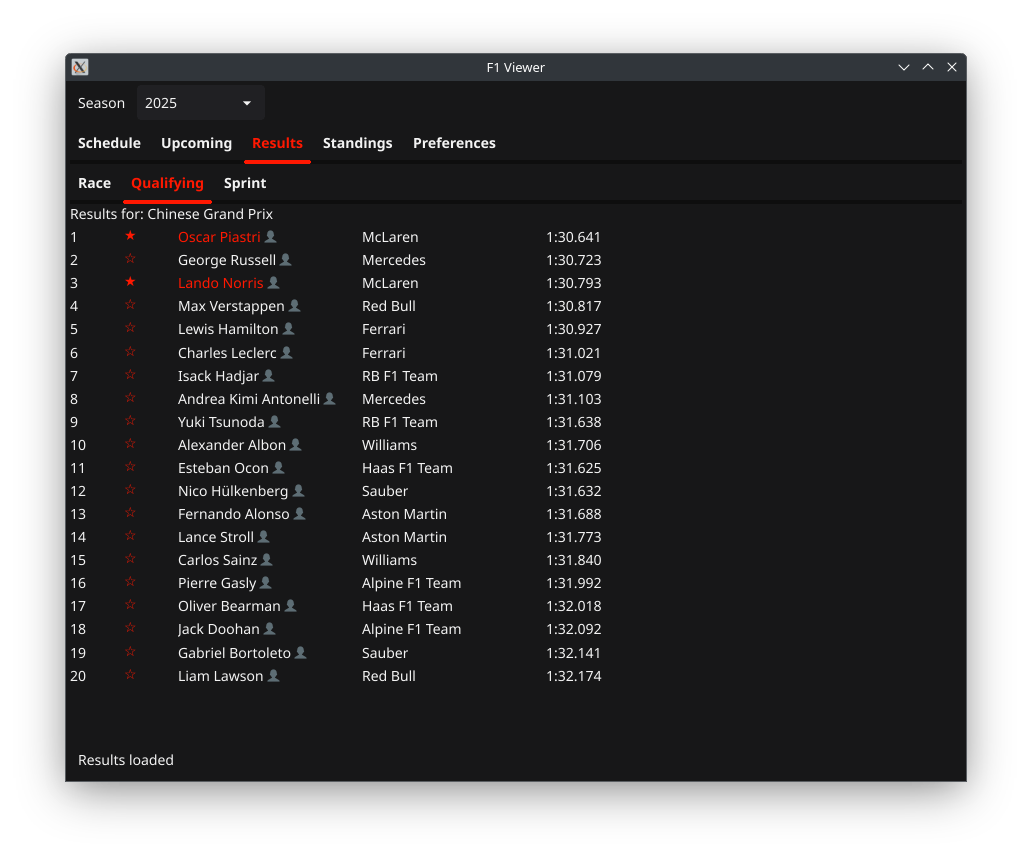 F1 Viewer
Season 2025
Schedule Upcoming Results Standings Preferences
Race Qualifying Sprint
Results for: Chinese Grand Prix
1 ★ Oscar Piastri 👤 McLaren 1:30.641
2 ☆ George Russell 👤 Mercedes 1:30.723
3 ★ Lando Norris 👤 McLaren 1:30.793
4 ☆ Max Verstappen 👤 Red Bull 1:30.817
5 ☆ Lewis Hamilton 👤 Ferrari 1:30.927
6 ☆ Charles Leclerc 👤 Ferrari 1:31.021
7 ☆ Isack Hadjar 👤 RB F1 Team 1:31.079
8 ☆ Andrea Kimi Antonelli 👤 Mercedes 1:31.103
9 ☆ Yuki Tsunoda 👤 RB F1 Team 1:31.638
10 ☆ Alexander Albon 👤 Williams 1:31.706
11 ☆ Esteban Ocon 👤 Haas F1 Team 1:31.625
12 ☆ Nico Hülkenberg 👤 Sauber 1:31.632
13 ☆ Fernando Alonso 👤 Aston Martin 1:31.688
14 ☆ Lance Stroll 👤 Aston Martin 1:31.773
15 ☆ Carlos Sainz 👤 Williams 1:31.840
16 ☆ Pierre Gasly 👤 Alpine F1 Team 1:31.992
17 ☆ Oliver Bearman 👤 Haas F1 Team 1:32.018
18 ☆ Jack Doohan 👤 Alpine F1 Team 1:32.092
19 ☆ Gabriel Bortoleto 👤 Sauber 1:32.141
20 ☆ Liam Lawson 👤 Red Bull 1:32.174
Results loaded